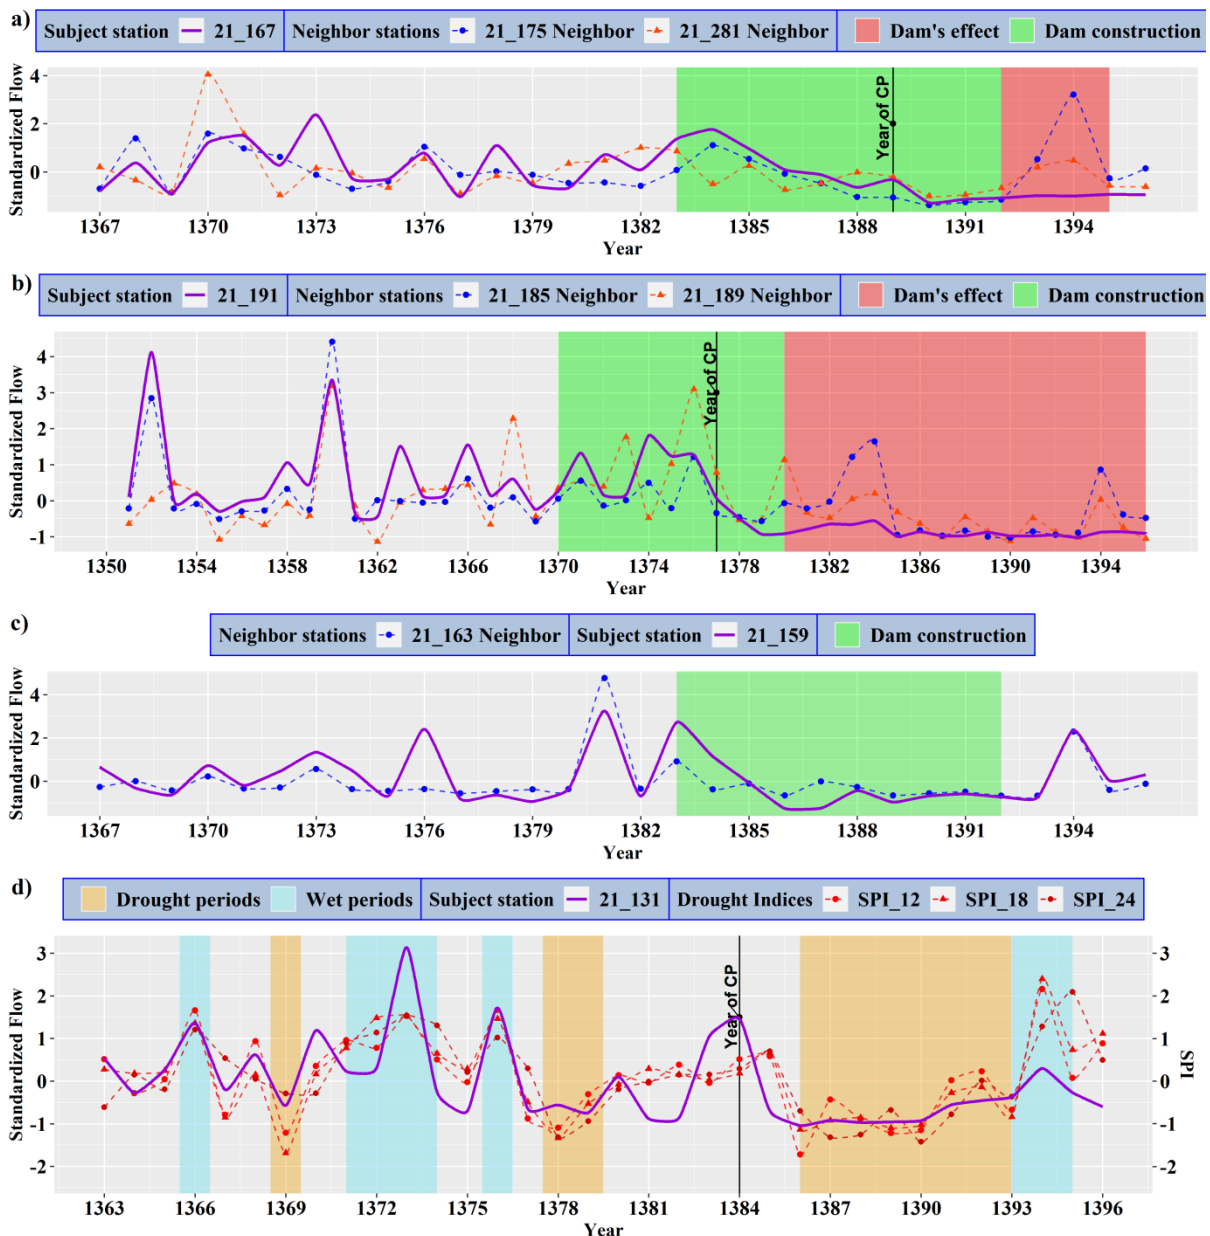 a) Subject station 21_167 Neighbor stations 21_175 Neighbor 21_281 Neighbor Dam's effect Dam construction
Standardized Flow
4
2
0
Year of CP
1367 1370 1373 1376 1379 1382 1385 1388 1391 1394
Year
b) Subject station 21_191 Neighbor stations 21_185 Neighbor 21_189 Neighbor Dam's effect Dam construction
Standardized Flow
4
3
2
1
0
-1
Year of CP
1350 1354 1358 1362 1366 1370 1374 1378 1382 1386 1390 1394
Year
c) Neighbor stations 21_163 Neighbor Subject station 21_159 Dam construction
Standardized Flow
4
2
0
1367 1370 1373 1376 1379 1382 1385 1388 1391 1394
Year
d) Drought periods Wet periods Subject station 21_131 Drought Indices SPI_12 SPI_18 SPI_24
Standardized Flow
3 3
2 2
1 1
0 0
-1 -1
-2 -2
Year of CP
SPI
1363 1366 1369 1372 1375 1378 1381 1384 1387 1390 1393 1396
Year